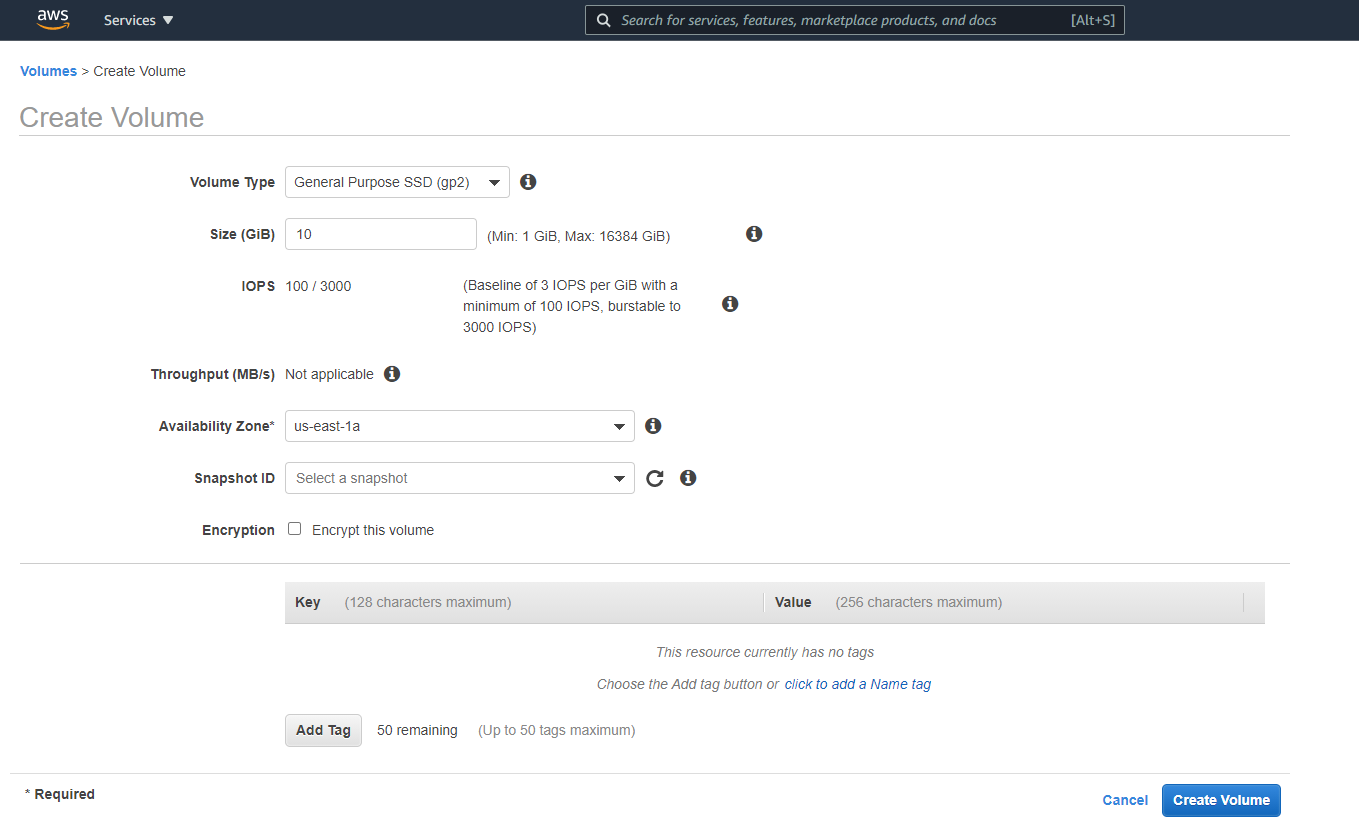 aws Services Search for services, features, marketplace products, and docs [Alt+S]
Volumes > Create Volume
Create Volume
Volume Type General Purpose SSD (gp2)
Size (GiB) 10 (Min: 1 GiB, Max: 16384 GiB)
IOPS 100 / 3000 (Baseline of 3 IOPS per GiB with a
minimum of 100 IOPS, burstable to
3000 IOPS)
Throughput (MB/s) Not applicable
Availability Zone* us-east-1a
Snapshot ID Select a snapshot
Encryption Encrypt this volume
Key (128 characters maximum) Value (256 characters maximum)
This resource currently has no tags
Choose the Add tag button or click to add a Name tag
Add Tag 50 remaining (Up to 50 tags maximum)
* Required Cancel Create Volume